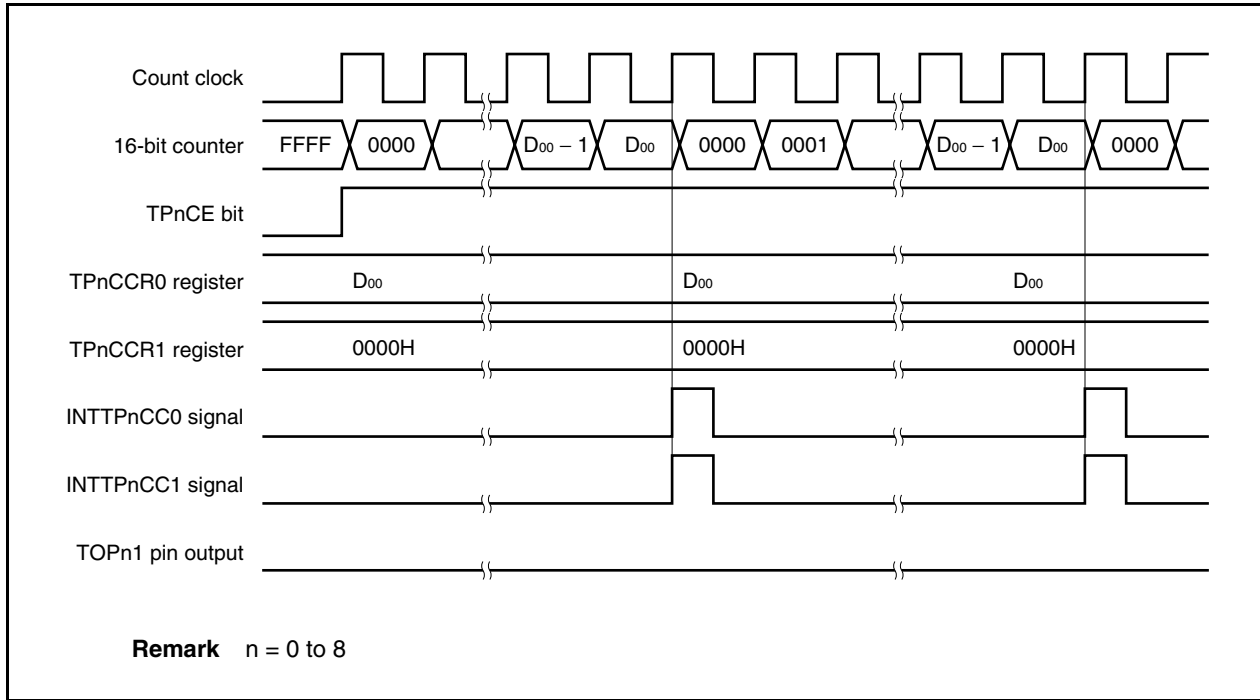 Count clock
16-bit counter FFFF 0000 D₀₀ − 1 D₀₀ 0000 0001 D₀₀ − 1 D₀₀ 0000
TPnCE bit
TPnCCR0 register D₀₀ D₀₀ D₀₀
TPnCCR1 register 0000H 0000H 0000H
INTTPnCC0 signal
INTTPnCC1 signal
TOPn1 pin output
Remark n = 0 to 8